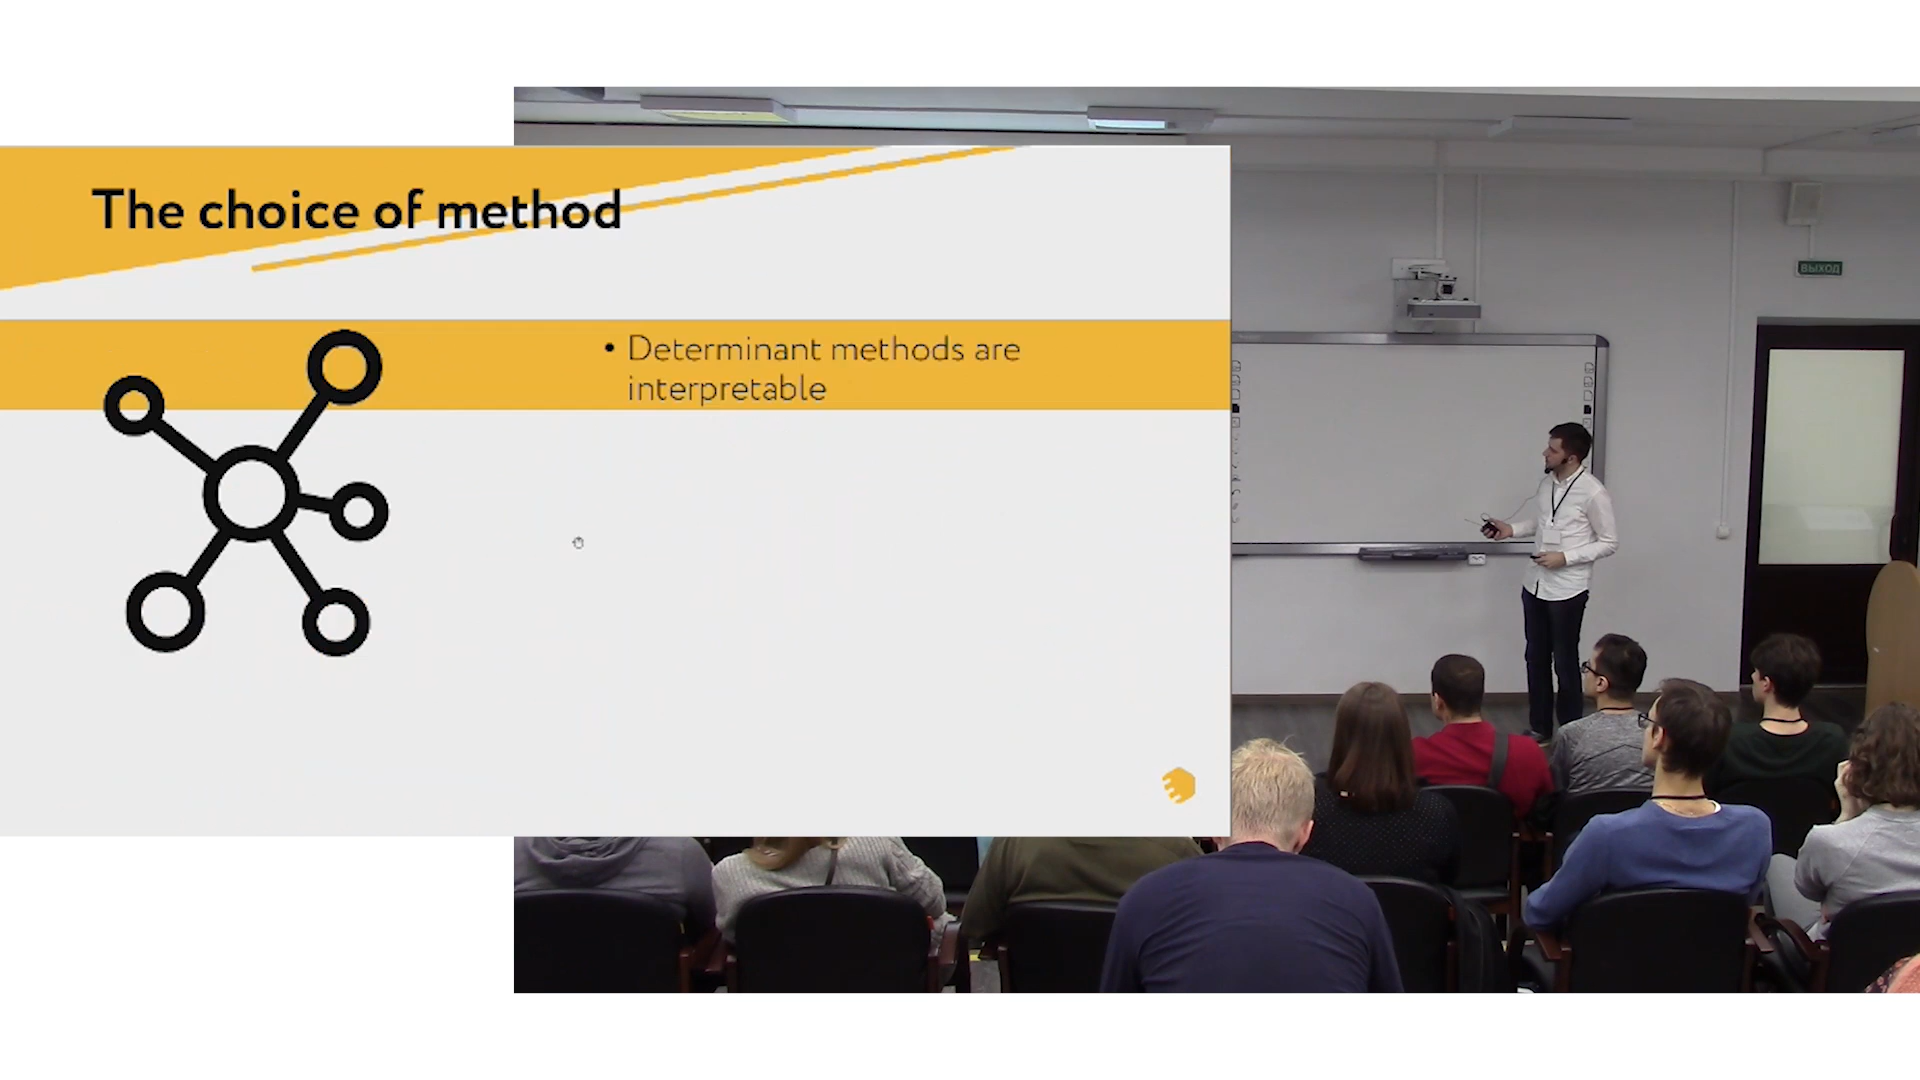 The choice of method
• Determinant methods are
interpretable
ВЫХОД